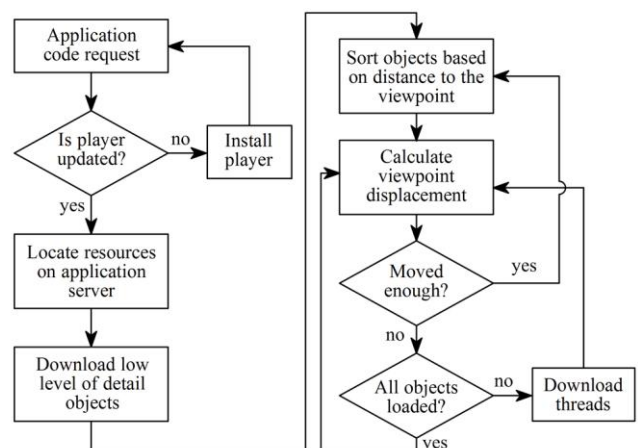 Application
code request
Is player
updated?
no
Install
player
yes
Locate resources
on application
server
Download low
level of detail
objects
Sort objects based
on distance to the
viewpoint
Calculate
viewpoint
displacement
Moved
enough?
yes
no
All objects
loaded?
no
Download
threads
yes